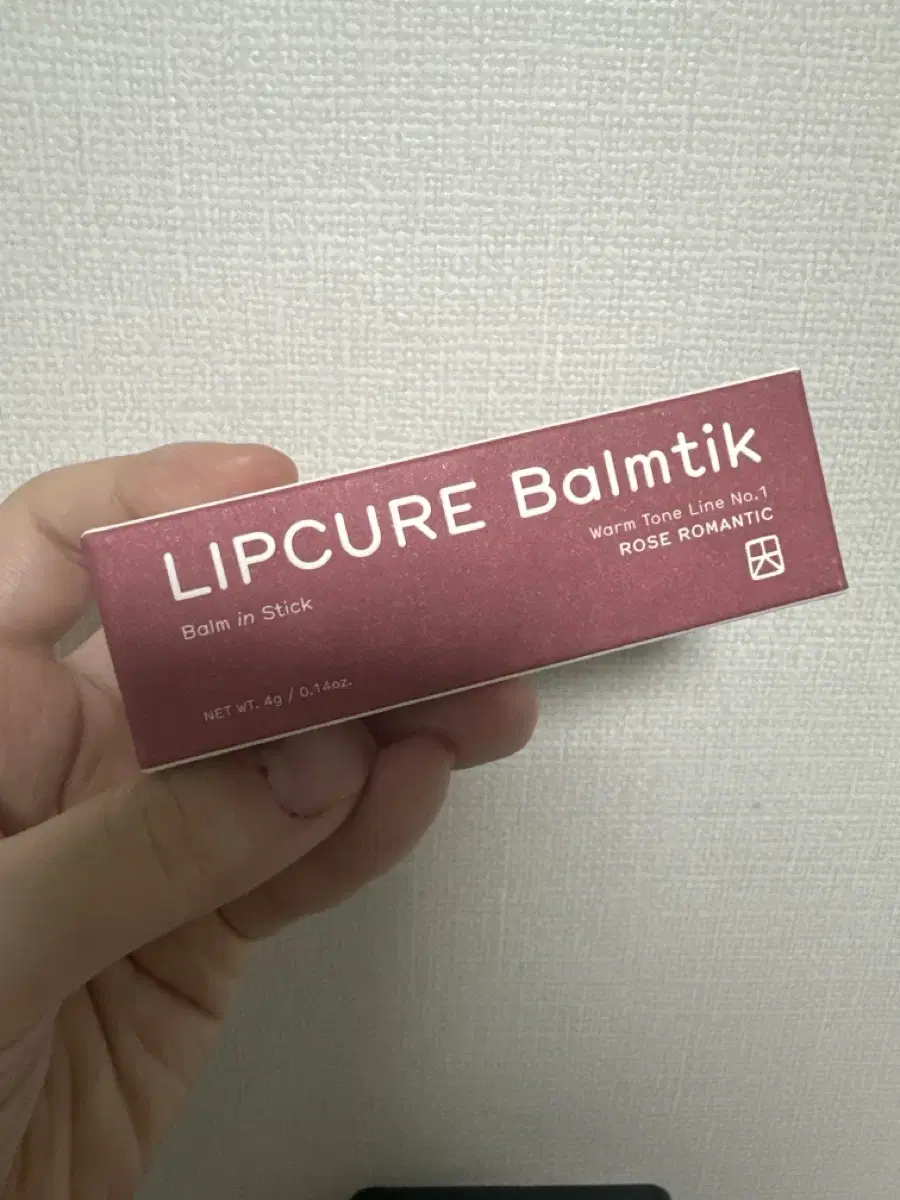 LIPCURE Balmtik
Warm Tone Line No.1
ROSE ROMANTIC
Balm in Stick
NET WT. 4g / 0.14oz.